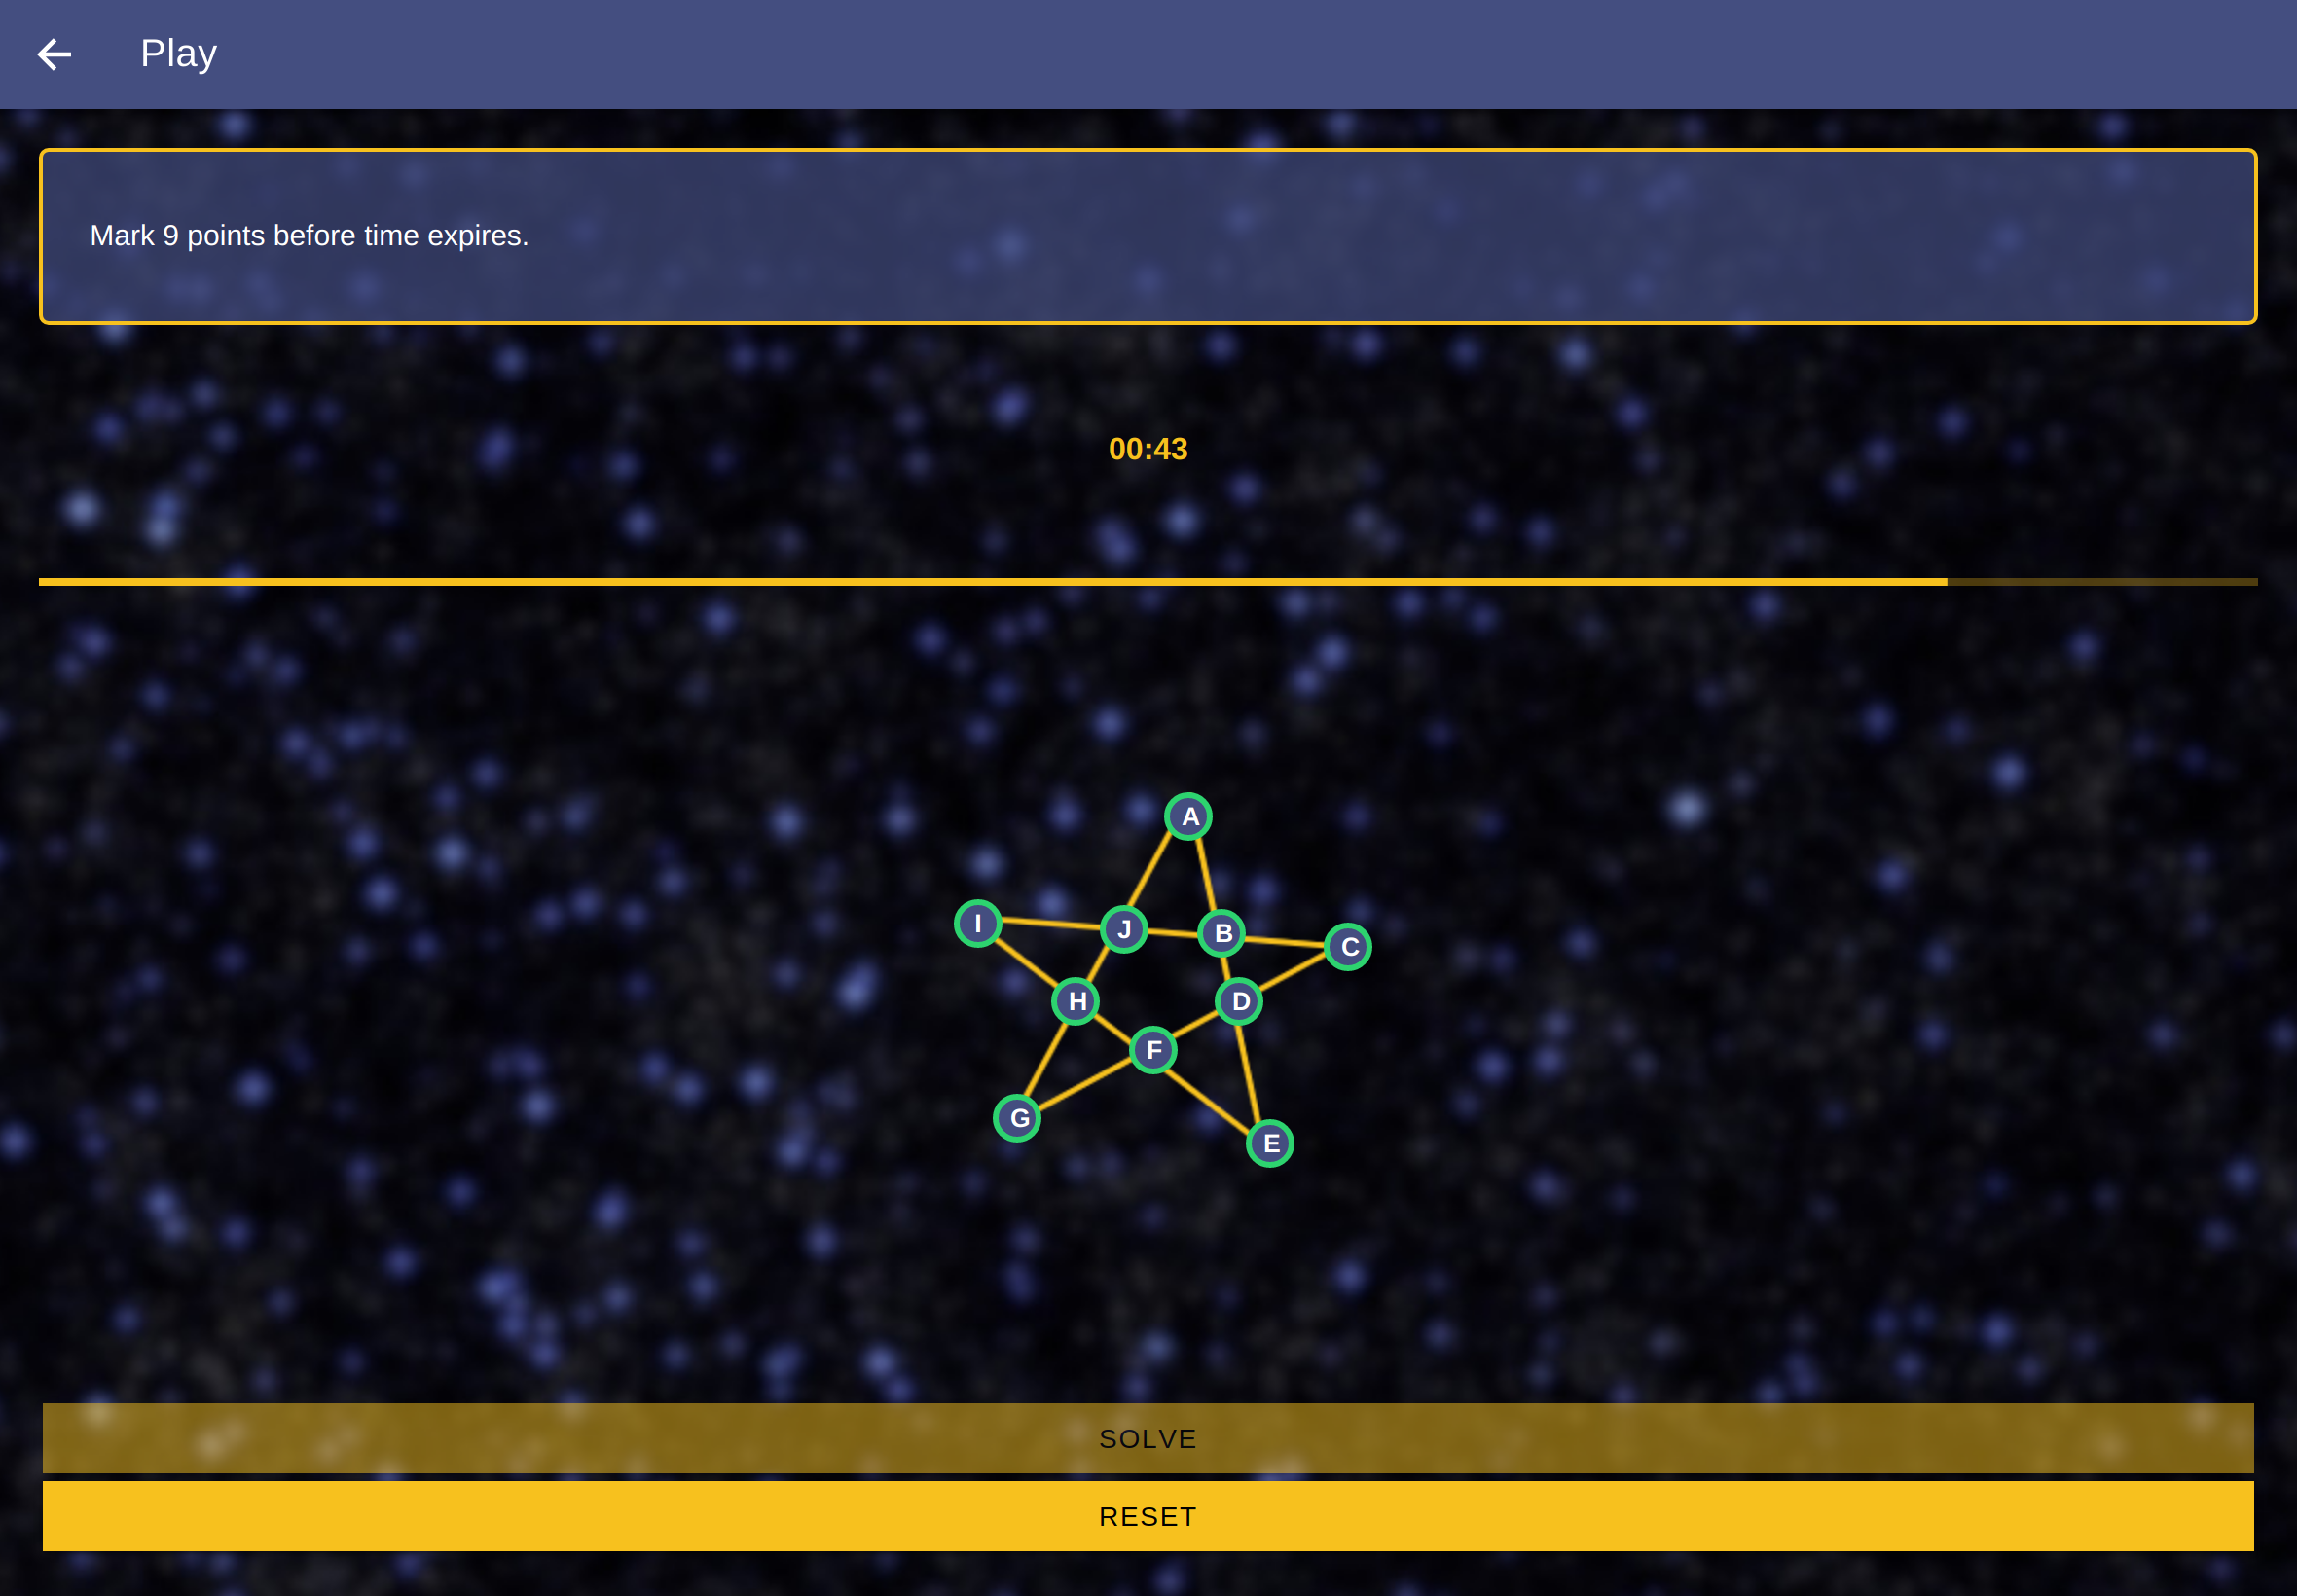 Play
Mark 9 points before time expires.
00:43
A
I
J
B
C
H
D
F
G
E
SOLVE
RESET